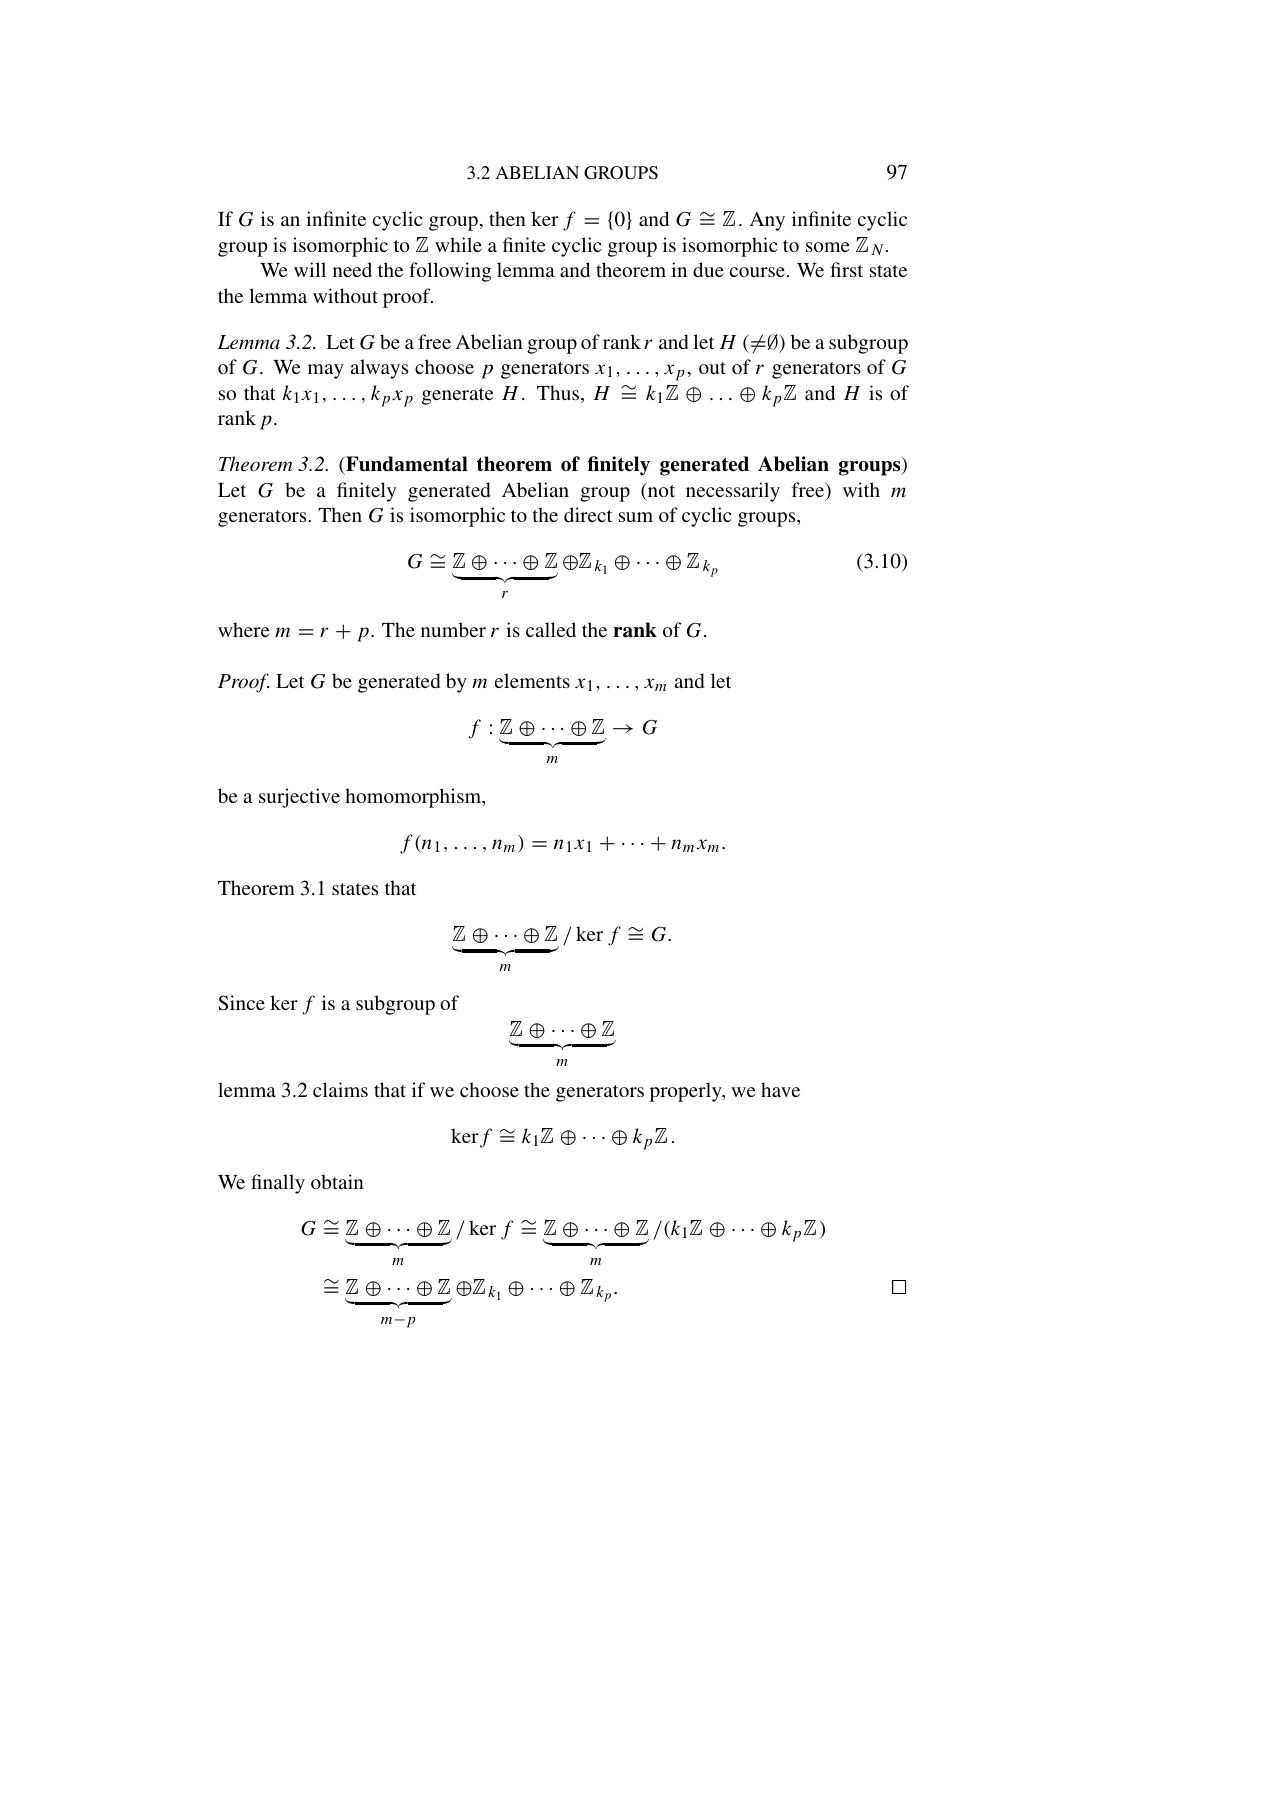 3.2 ABELIAN GROUPS 97
If G is an infinite cyclic group, then ker f = {0} and G ≅ ℤ. Any infinite cyclic
group is isomorphic to ℤ while a finite cyclic group is isomorphic to some ℤ_N.
We will need the following lemma and theorem in due course. We first state
the lemma without proof.
Lemma 3.2. Let G be a free Abelian group of rank r and let H (≠∅) be a subgroup
of G. We may always choose p generators x_1, . . . , x_p, out of r generators of G
so that k_1x_1, . . . , k_px_p generate H. Thus, H ≅ k_1ℤ ⊕ . . . ⊕ k_pℤ and H is of
rank p.
Theorem 3.2. (Fundamental theorem of finitely generated Abelian groups)
Let G be a finitely generated Abelian group (not necessarily free) with m
generators. Then G is isomorphic to the direct sum of cyclic groups,
G ≅ ℤ ⊕ · · · ⊕ ℤ ⊕ℤ_{k_1} ⊕ · · · ⊕ ℤ_{k_p} (3.10)
r
where m = r + p. The number r is called the rank of G.
Proof. Let G be generated by m elements x_1, . . . , x_m and let
f : ℤ ⊕ · · · ⊕ ℤ → G
m
be a surjective homomorphism,
f(n_1, . . . , n_m) = n_1x_1 + · · · + n_mx_m.
Theorem 3.1 states that
ℤ ⊕ · · · ⊕ ℤ / ker f ≅ G.
m
Since ker f is a subgroup of
ℤ ⊕ · · · ⊕ ℤ
m
lemma 3.2 claims that if we choose the generators properly, we have
ker f ≅ k_1ℤ ⊕ · · · ⊕ k_pℤ.
We finally obtain
G ≅ ℤ ⊕ · · · ⊕ ℤ / ker f ≅ ℤ ⊕ · · · ⊕ ℤ /(k_1ℤ ⊕ · · · ⊕ k_pℤ)
m m
≅ ℤ ⊕ · · · ⊕ ℤ ⊕ℤ_{k_1} ⊕ · · · ⊕ ℤ_{k_p}. □
m−p